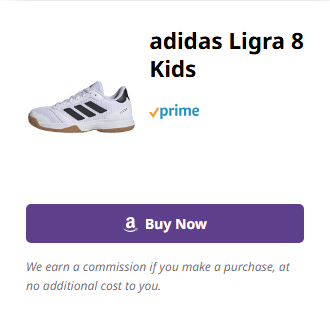 adidas Ligra 8
Kids
prime
Buy Now
We earn a commission if you make a purchase, at
no additional cost to you.